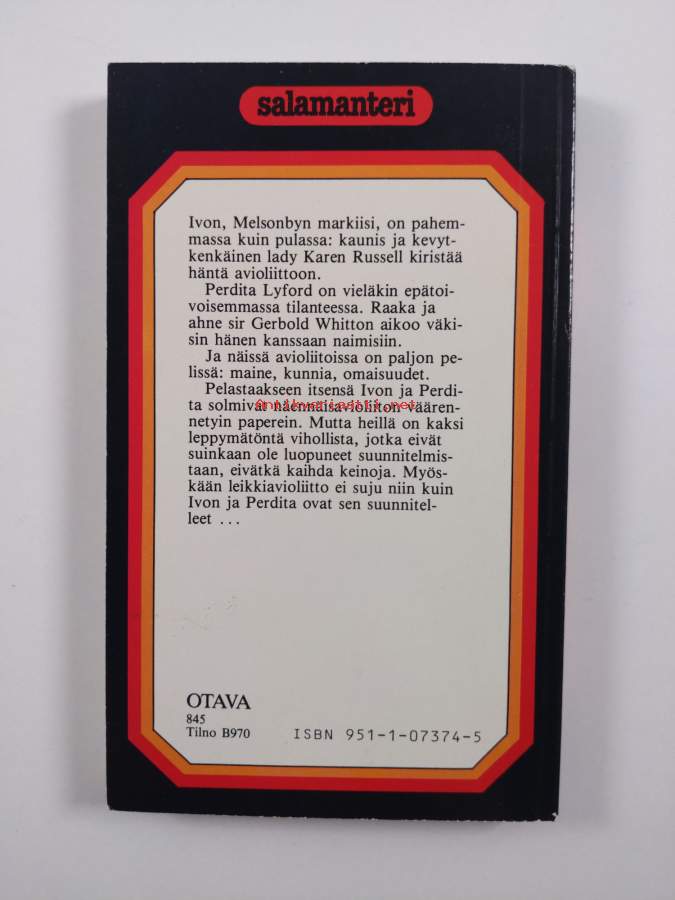 salamanteri
Ivon, Melsonbyn markiisi, on pahem-
massa kuin pulassa: kaunis ja kevyt-
kenkäinen lady Karen Russell kiristää
häntä avioliittoon.
Perdita Lyford on vieläkin epätoi-
voisemmassa tilanteessa. Raaka ja
ahne sir Gerbold Whitton aikoo väki-
sin hänen kanssaan naimisiin.
Ja näissä avioliitoissa on paljon pe-
lissä: maine, kunnia, omaisuudet.
Pelastaakseen itsensä Ivon ja Perdi-
Antikvariaatti.net
ta solmivat näennäisavioliiton väären-
netyin paperein. Mutta heillä on kaksi
leppymätöntä vihollista, jotka eivät
suinkaan ole luopuneet suunnitelmis-
taan, eivätkä kaihda keinoja. Myös-
kään leikkiavioliitto ei suju niin kuin
Ivon ja Perdita ovat sen suunnitel-
leet ...
OTAVA
845
Tilno B970
ISBN 951-1-07374-5